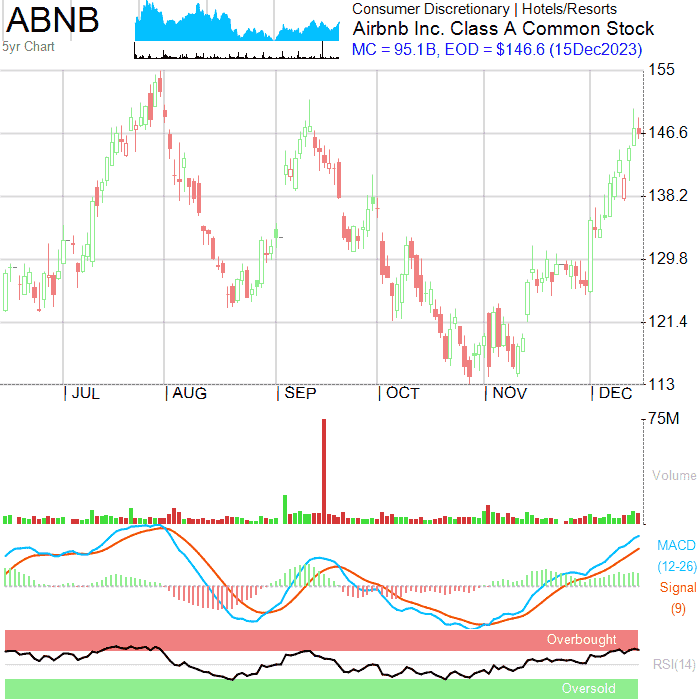 ABNB
5yr Chart
Consumer Discretionary | Hotels/Resorts
Airbnb Inc. Class A Common Stock
MC = 95.1B, EOD = $146.6 (15Dec2023)
155
146.6
138.2
129.8
121.4
113
| JUL | AUG | SEP | OCT | NOV | DEC
75M
Volume
MACD
(12-26)
Signal
(9)
Overbought
RSI(14)
Oversold